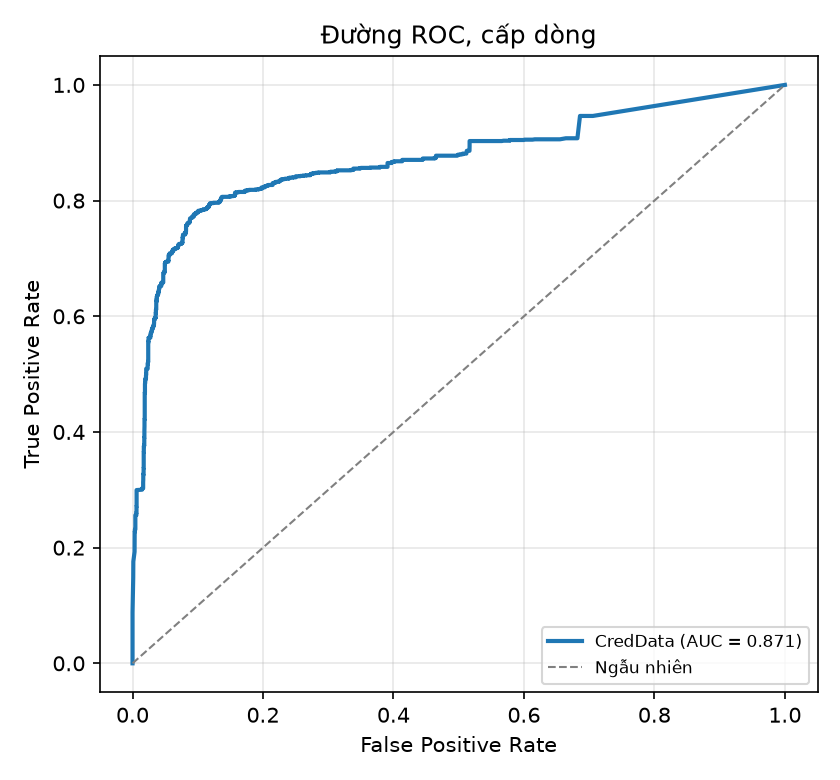 Đường ROC, cấp dòng
True Positive Rate
1.0
0.8
0.6
0.4
0.2
0.0
0.0 0.2 0.4 0.6 0.8 1.0
False Positive Rate
CredData (AUC = 0.871)
Ngẫu nhiên